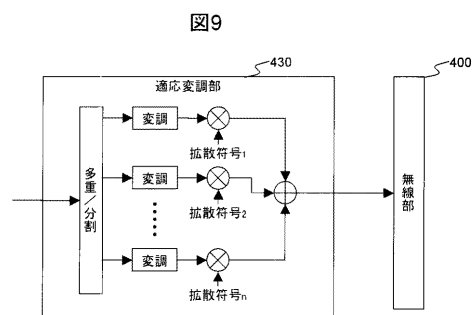 図9
430
400
適応変調部
多重／分割
変調
拡散符号1
変調
拡散符号2
変調
拡散符号n
無線部